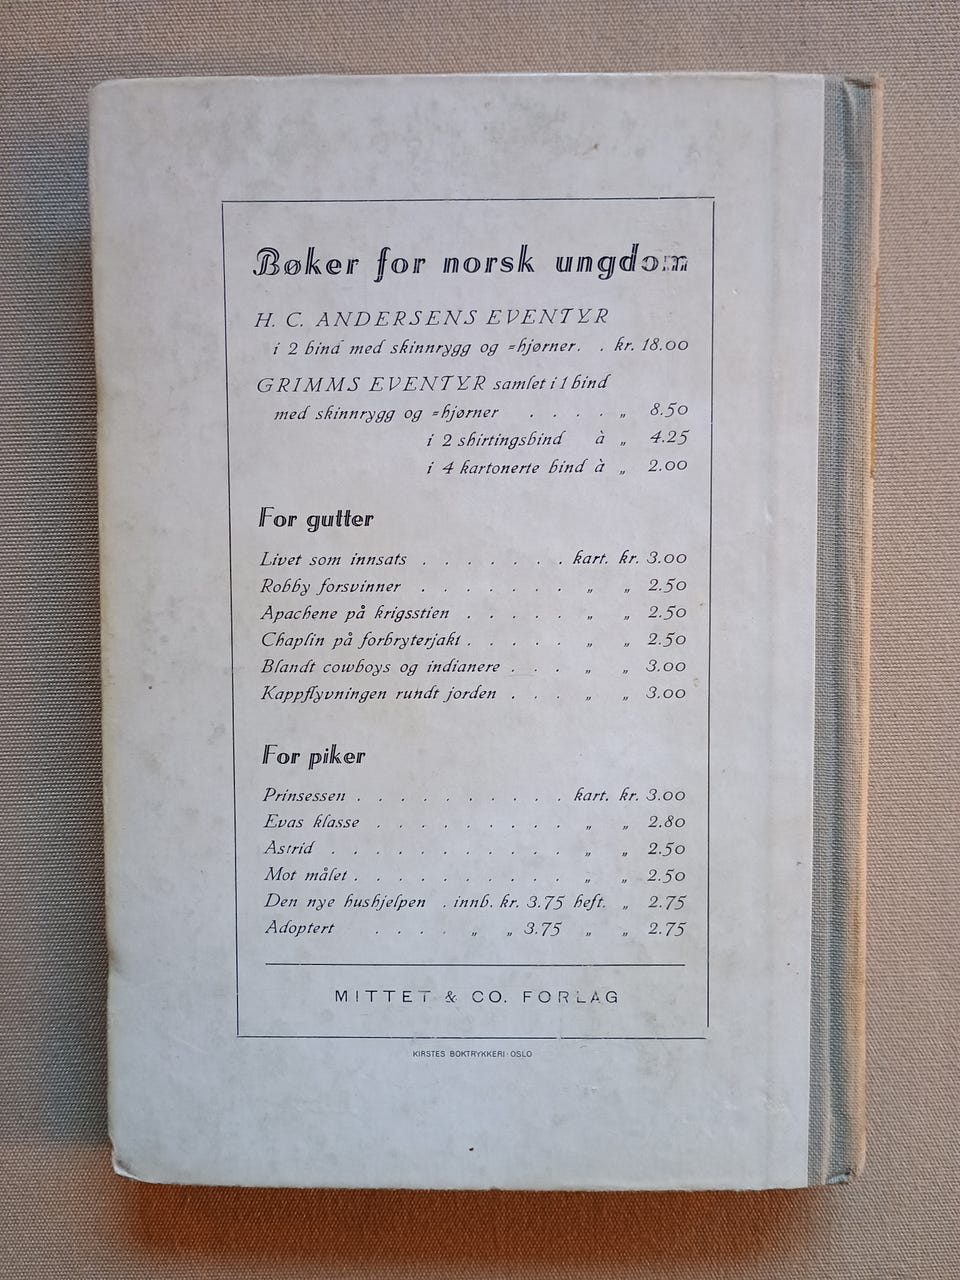 Bøker for norsk ungdom
H. C. ANDERSENS EVENTYR
i 2 bind med skinnrygg og =hjørner. . kr. 18.00
GRIMMS EVENTYR samlet i 1 bind
med skinnrygg og =hjørner . . . . „ 8.50
i 2 shirtingsbind à „ 4.25
i 4 kartonerte bind à „ 2.00
For gutter
Livet som innsats . . . . . . . kart. kr. 3.00
Robby forsvinner . . . . . . . „ „ 2.50
Apachene på krigsstien . . . . . „ „ 2.50
Chaplin på forbryterjakt . . . . . „ „ 2.50
Blandt cowboys og indianere . . . „ „ 3.00
Kappflyvningen rundt jorden . . . „ „ 3.00
For piker
Prinsessen . . . . . . . . . . kart. kr. 3.00
Evas klasse . . . . . . . . . „ „ 2.80
Astrid . . . . . . . . . . . „ „ 2.50
Mot målet . . . . . . . . . . „ „ 2.50
Den nye hushjelpen . innb. kr. 3.75 heft. „ 2.75
Adoptert . . . . „ „ 3.75 „ „ 2.75
MITTET & CO. FORLAG
KIRSTES BOKTRYKKERI · OSLO